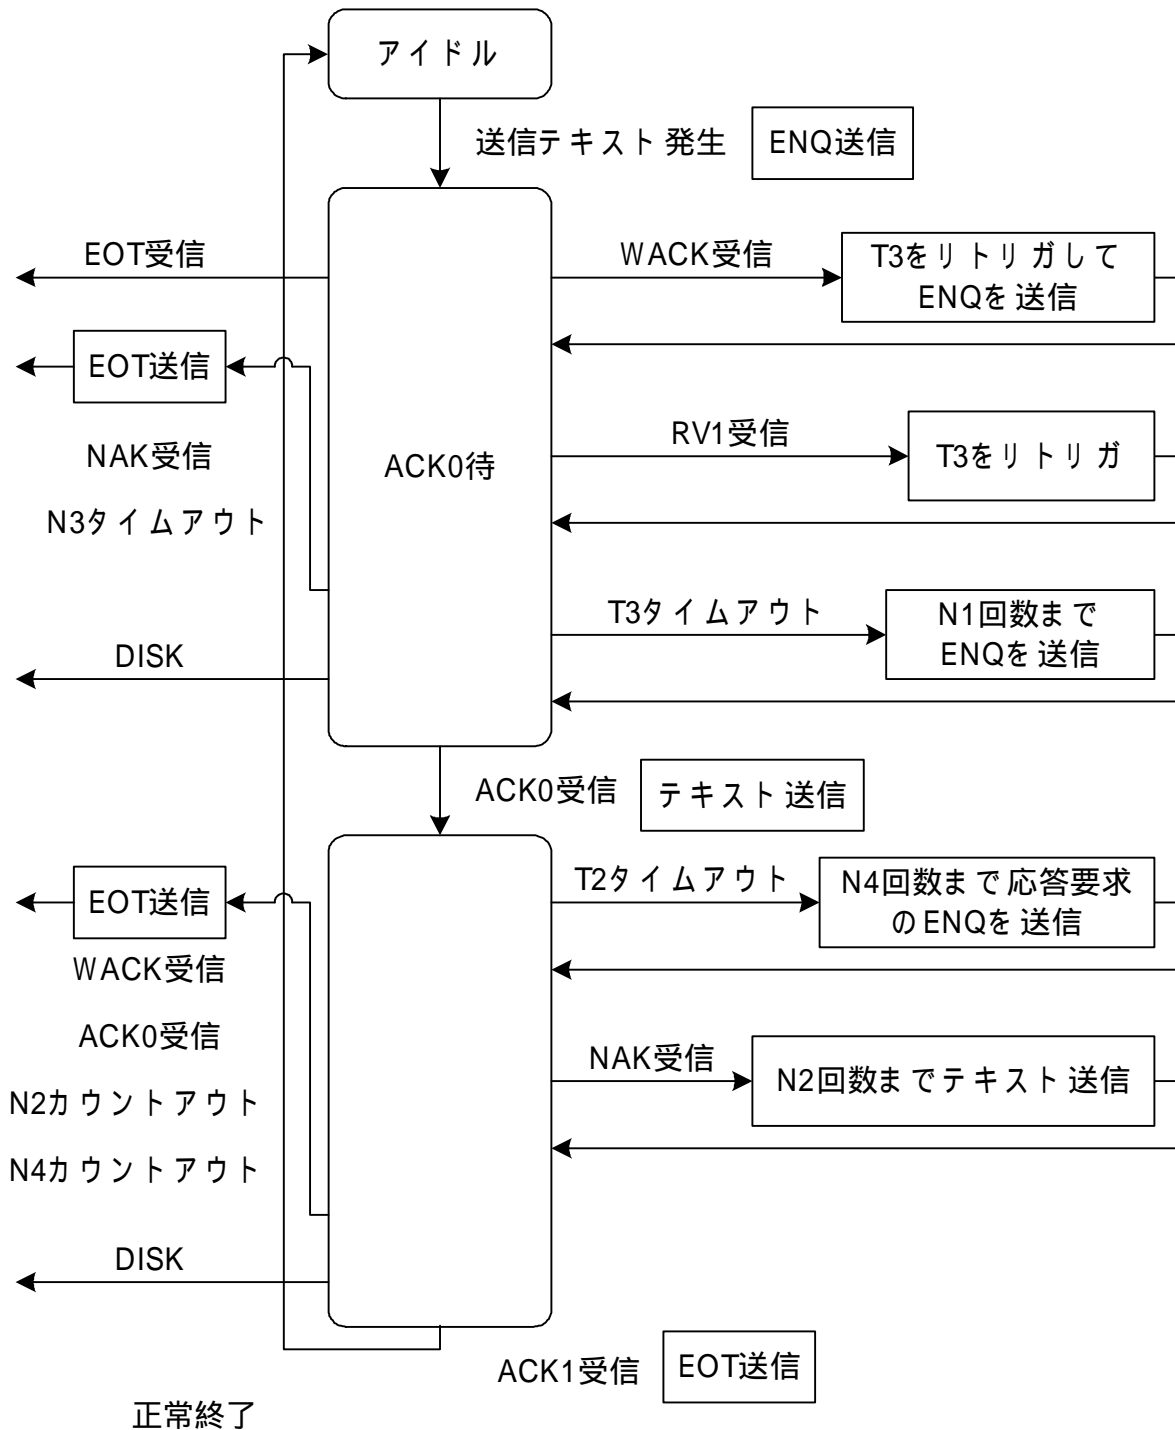 アイドル
送信テキスト発生
ENQ送信
EOT受信
WACK受信
T3をリトリガして
ENQを送信
EOT送信
NAK受信
N3タイムアウト
ACK0待
RV1受信
T3をリトリガ
T3タイムアウト
N1回数まで
ENQを送信
DISK
ACK0受信
テキスト送信
EOT送信
T2タイムアウト
N4回数まで応答要求
のENQを送信
WACK受信
ACK0受信
N2カウントアウト
N4カウントアウト
NAK受信
N2回数までテキスト送信
DISK
ACK1受信
EOT送信
正常終了